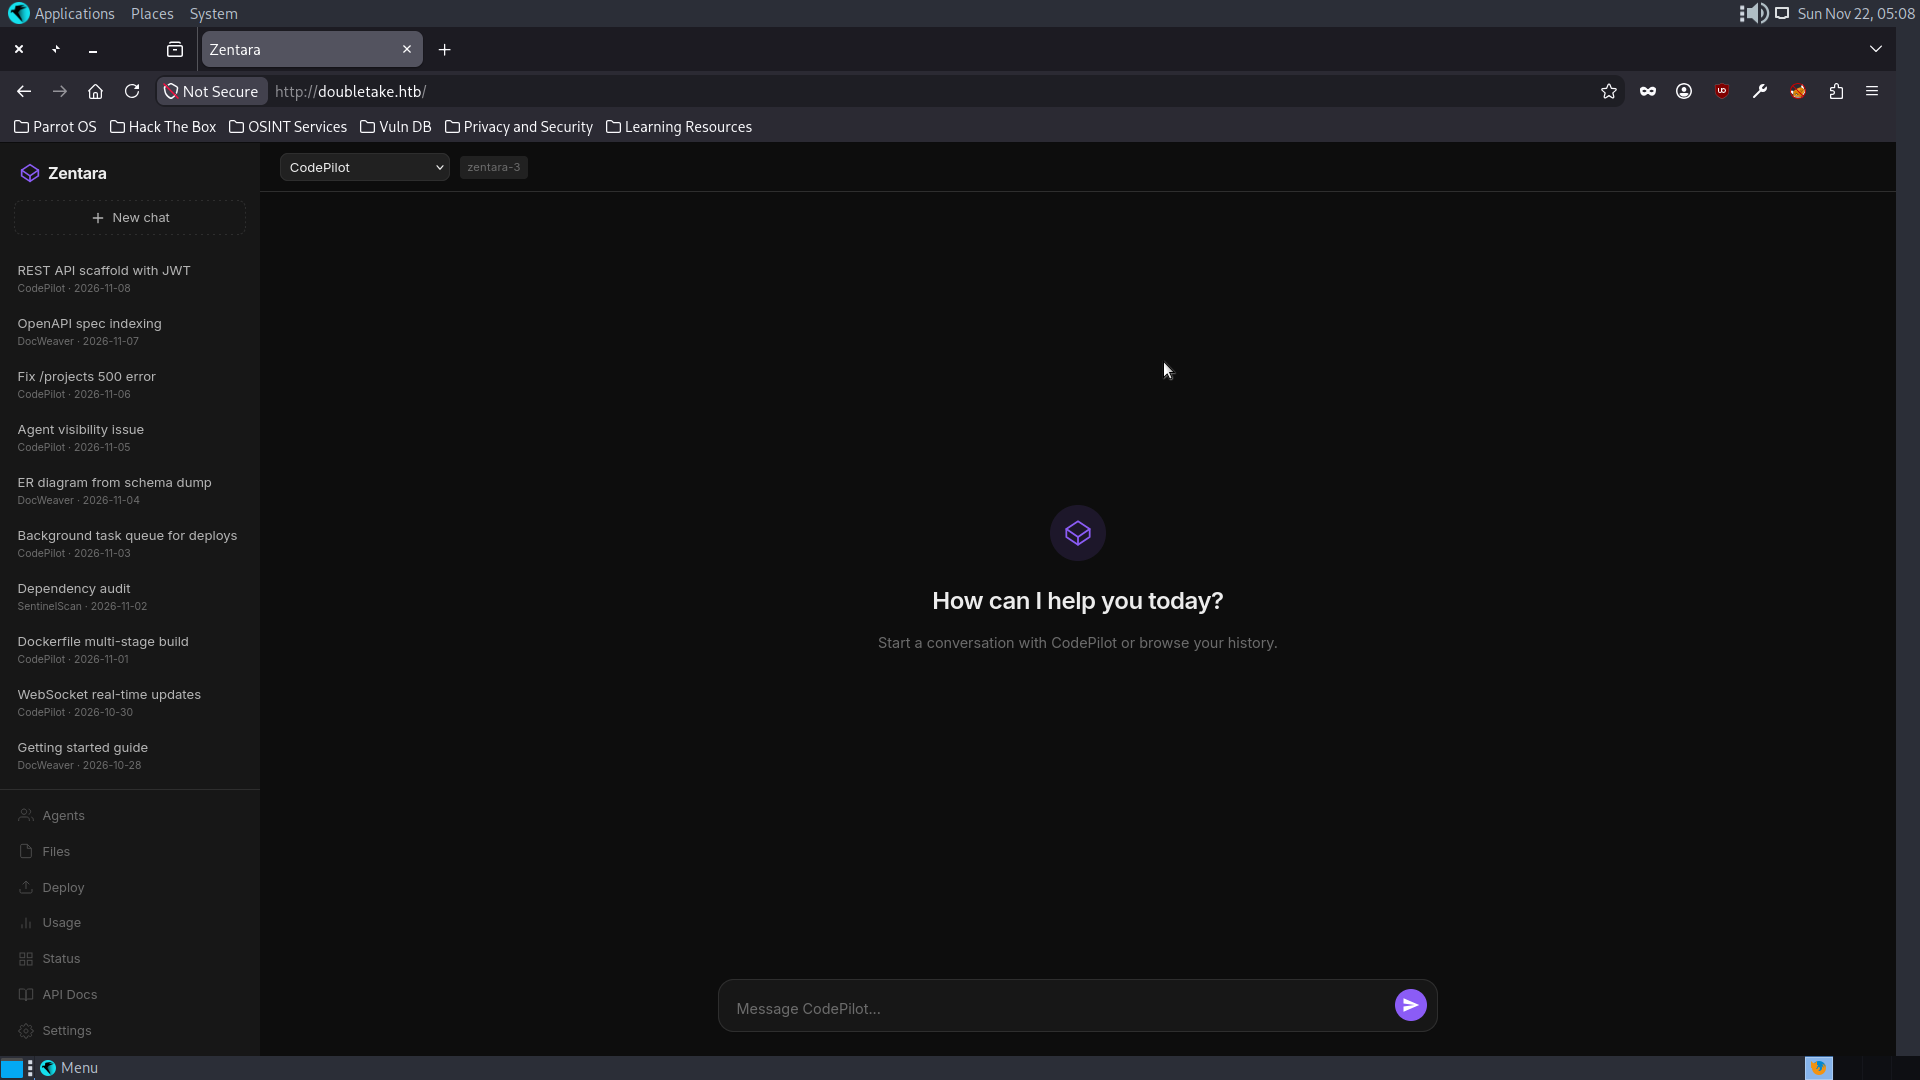 Applications Places System
Sun Nov 22, 05:08
Zentara
Not Secure
http://doubletake.htb/
Parrot OS
Hack The Box
OSINT Services
Vuln DB
Privacy and Security
Learning Resources
Zentara
New chat
REST API scaffold with JWT
CodePilot · 2026-11-08
OpenAPI spec indexing
DocWeaver · 2026-11-07
Fix /projects 500 error
CodePilot · 2026-11-06
Agent visibility issue
CodePilot · 2026-11-05
ER diagram from schema dump
DocWeaver · 2026-11-04
Background task queue for deploys
CodePilot · 2026-11-03
Dependency audit
SentinelScan · 2026-11-02
Dockerfile multi-stage build
CodePilot · 2026-11-01
WebSocket real-time updates
CodePilot · 2026-10-30
Getting started guide
DocWeaver · 2026-10-28
Agents
Files
Deploy
Usage
Status
API Docs
Settings
CodePilot
zentara-3
How can I help you today?
Start a conversation with CodePilot or browse your history.
Message CodePilot...
Menu